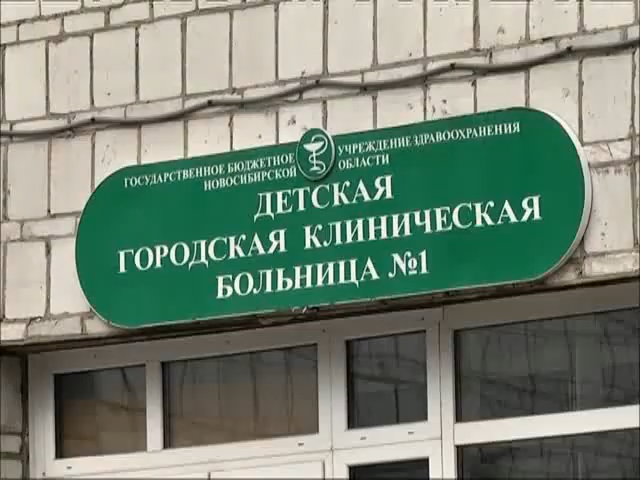 ГОСУДАРСТВЕННОЕ БЮДЖЕТНОЕ УЧРЕЖДЕНИЕ ЗДРАВООХРАНЕНИЯ
НОВОСИБИРСКОЙ ОБЛАСТИ
ДЕТСКАЯ
ГОРОДСКАЯ КЛИНИЧЕСКАЯ
БОЛЬНИЦА №1